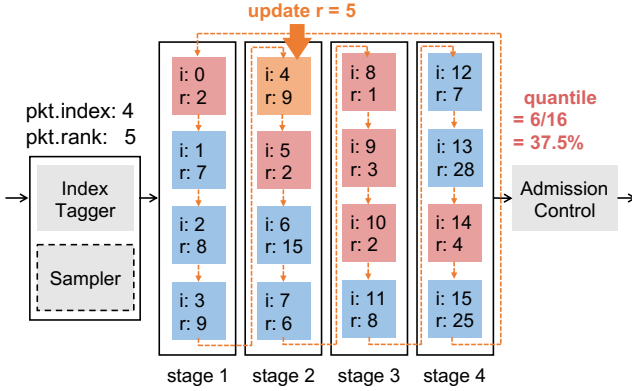 update r = 5
pkt.index: 4
pkt.rank: 5
Index
Tagger
Sampler
i: 0
r: 2
i: 1
r: 7
i: 2
r: 8
i: 3
r: 9
stage 1
i: 4
r: 9
i: 5
r: 2
i: 6
r: 15
i: 7
r: 6
stage 2
i: 8
r: 1
i: 9
r: 3
i: 10
r: 2
i: 11
r: 8
stage 3
i: 12
r: 7
i: 13
r: 28
i: 14
r: 4
i: 15
r: 25
stage 4
quantile
= 6/16
= 37.5%
Admission
Control